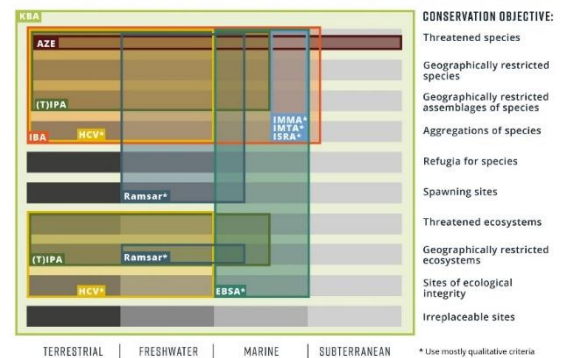 KBA
CONSERVATION OBJECTIVE:
AZE
Threatened species
Geographically restricted
species
(T)IPA
Geographically restricted
assemblages of species
IBA
HCV*
IMMA*
IMTA*
ISRA*
Aggregations of species
Refugia for species
Ramsar*
Spawning sites
Threatened ecosystems
(T)IPA
Ramsar*
Geographically restricted
ecosystems
HCV*
EBSA*
Sites of ecological
integrity
Irreplaceable sites
TERRESTRIAL | FRESHWATER | MARINE | SUBTERRANEAN
* Use mostly qualitative criteria